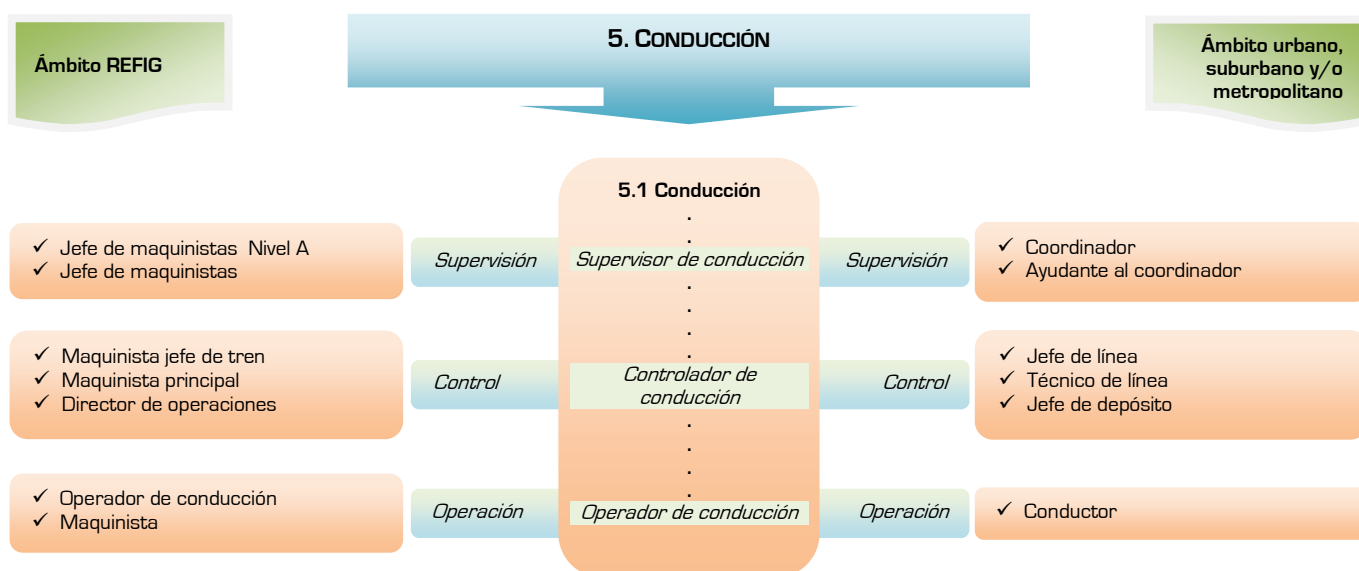 Ámbito REFIG
5. CONDUCCIÓN
Ámbito urbano,
suburbano y/o
metropolitano
5.1 Conducción
.
.
✓ Jefe de maquinistas Nivel A
✓ Jefe de maquinistas
Supervisión
Supervisor de conducción
Supervisión
✓ Coordinador
✓ Ayudante al coordinador
.
.
.
.
✓ Maquinista jefe de tren
✓ Maquinista principal
✓ Director de operaciones
Control
Controlador de
conducción
Control
✓ Jefe de línea
✓ Técnico de línea
✓ Jefe de depósito
.
.
.
.
✓ Operador de conducción
✓ Maquinista
Operación
Operador de conducción
Operación
✓ Conductor